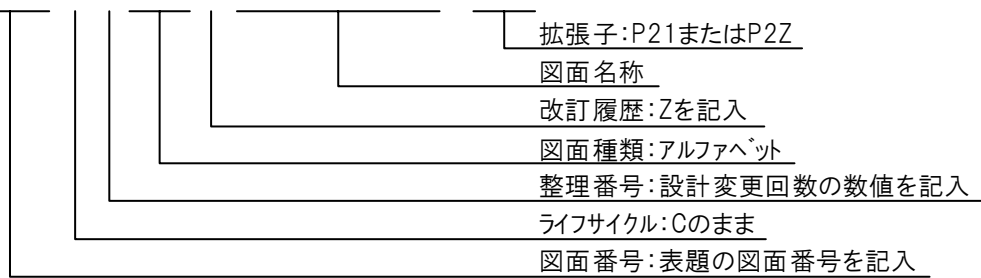 拡張子:P21またはP2Z
図面名称
改訂履歴:Zを記入
図面種類:アルファベット
整理番号:設計変更回数の数値を記入
ライフサイクル:Cのまま
図面番号:表題の図面番号を記入